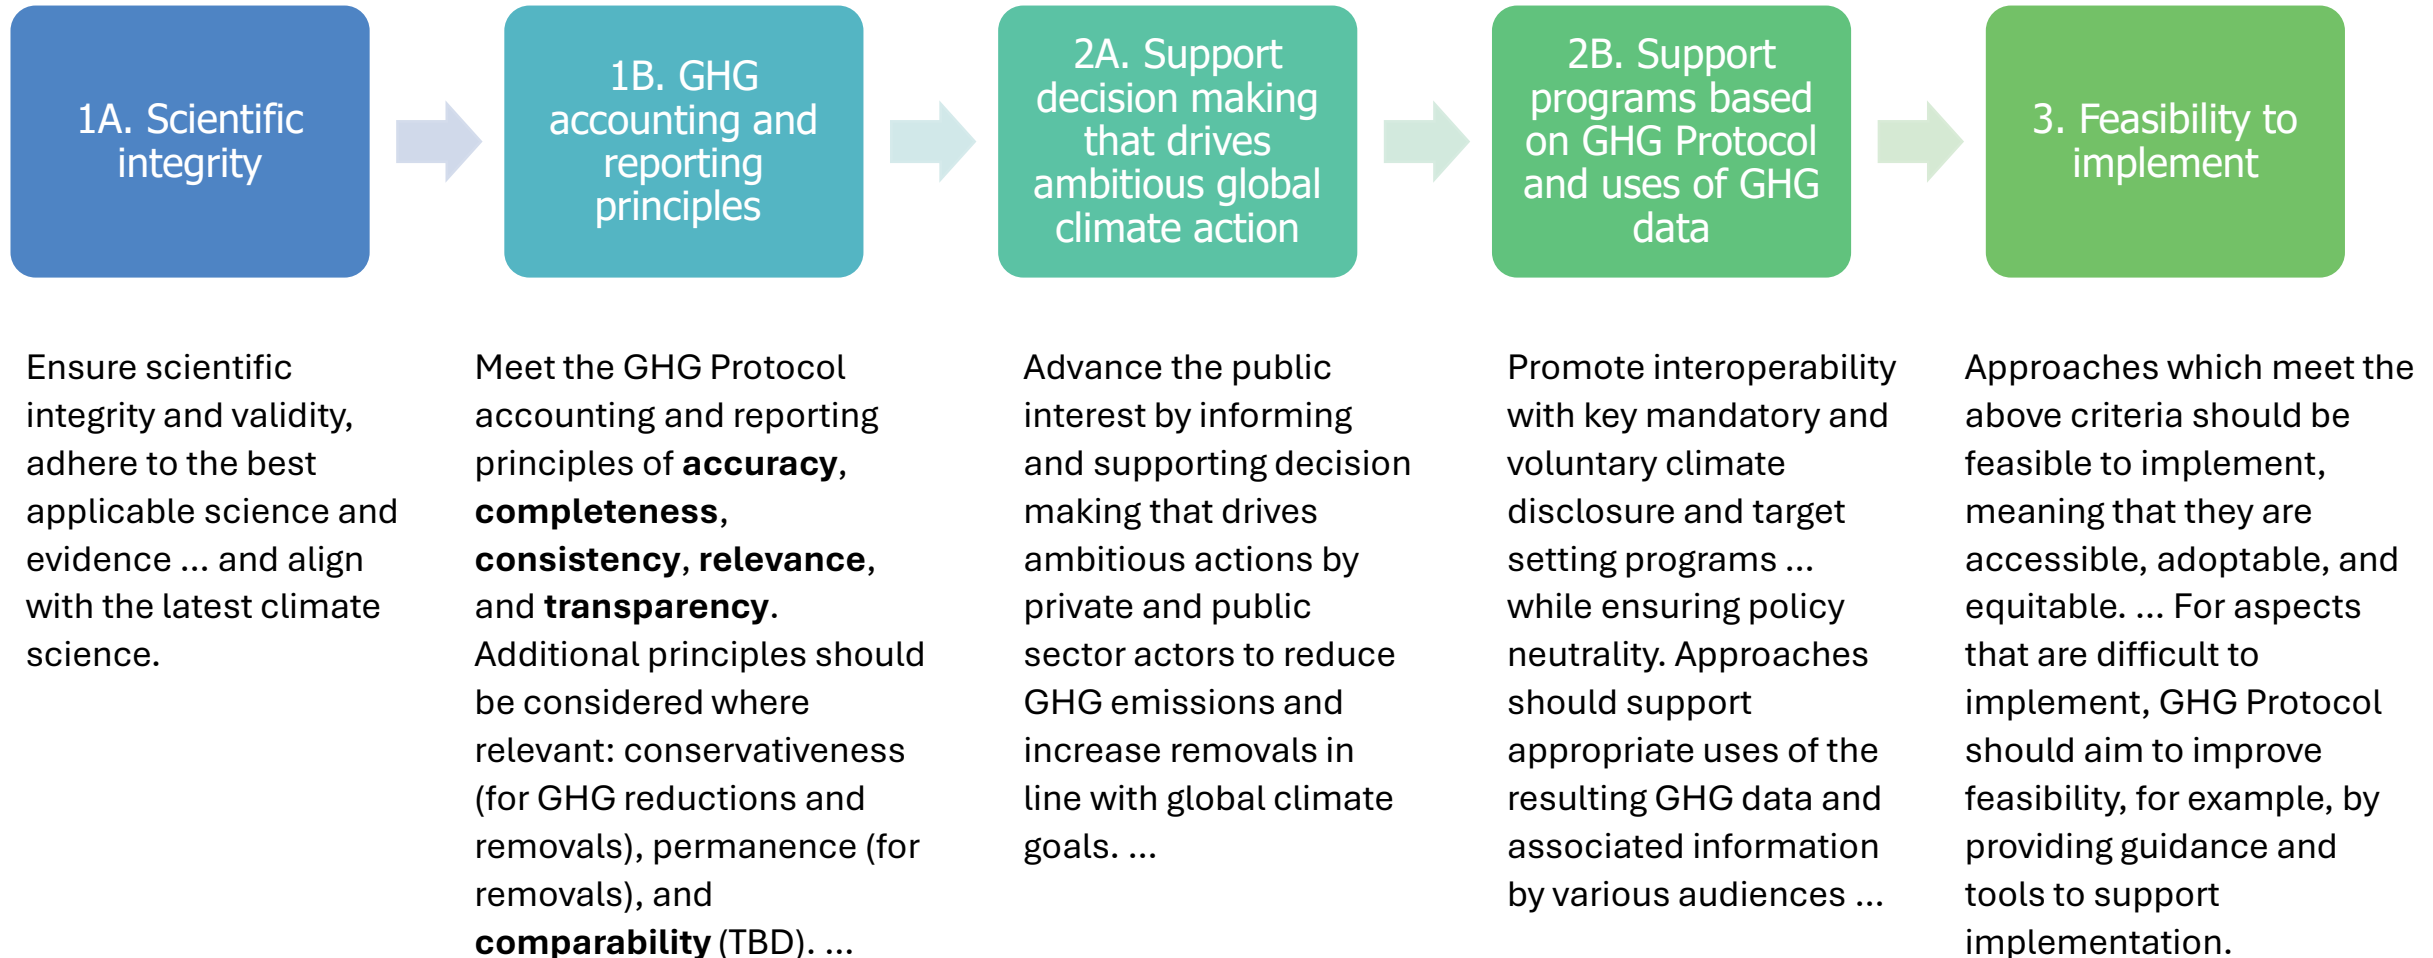 1A. Scientific
integrity
1B. GHG
accounting and
reporting
principles
2A. Support
decision making
that drives
ambitious global
climate action
2B. Support
programs based
on GHG Protocol
and uses of GHG
data
3. Feasibility to
implement
Ensure scientific
integrity and validity,
adhere to the best
applicable science and
evidence ... and align
with the latest climate
science.
Meet the GHG Protocol
accounting and reporting
principles of accuracy,
completeness,
consistency, relevance,
and transparency.
Additional principles should
be considered where
relevant: conservativeness
(for GHG reductions and
removals), permanence (for
removals), and
comparability (TBD). ...
Advance the public
interest by informing
and supporting decision
making that drives
ambitious actions by
private and public
sector actors to reduce
GHG emissions and
increase removals in
line with global climate
goals. ...
Promote interoperability
with key mandatory and
voluntary climate
disclosure and target
setting programs ...
while ensuring policy
neutrality. Approaches
should support
appropriate uses of the
resulting GHG data and
associated information
by various audiences ...
Approaches which meet the
above criteria should be
feasible to implement,
meaning that they are
accessible, adoptable, and
equitable. ... For aspects
that are difficult to
implement, GHG Protocol
should aim to improve
feasibility, for example, by
providing guidance and
tools to support
implementation.